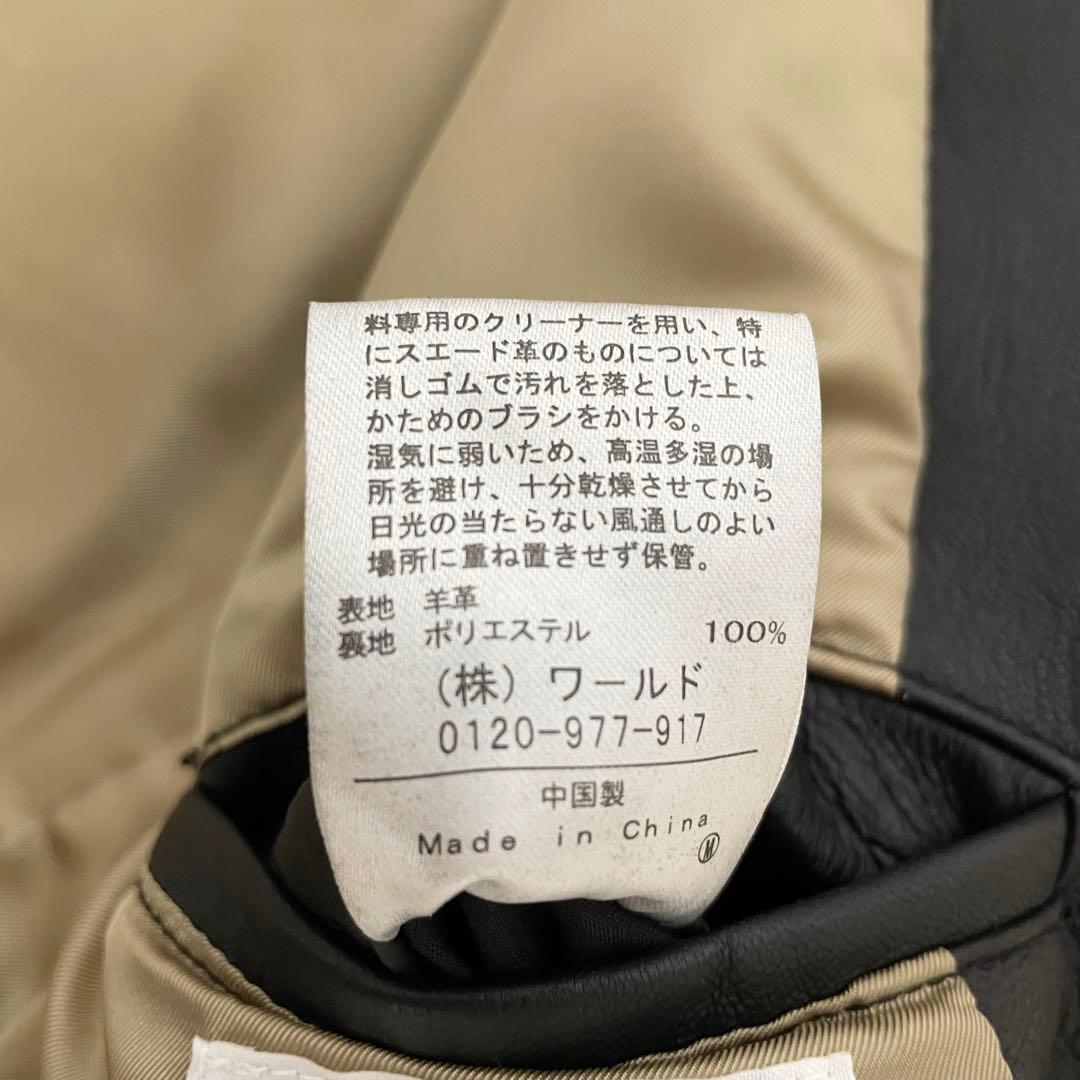 料専用のクリーナーを用い、特
にスエード革のものについては
消しゴムで汚れを落とした上、
かためのブラシをかける。
湿気に弱いため、高温多湿の場
所を避け、十分乾燥させてから
日光の当たらない風通しのよい
場所に重ね置きせず保管。
表地 羊革
裏地 ポリエステル 100%
(株) ワールド
0120-977-917
中国製
Made in China
Ⓜ